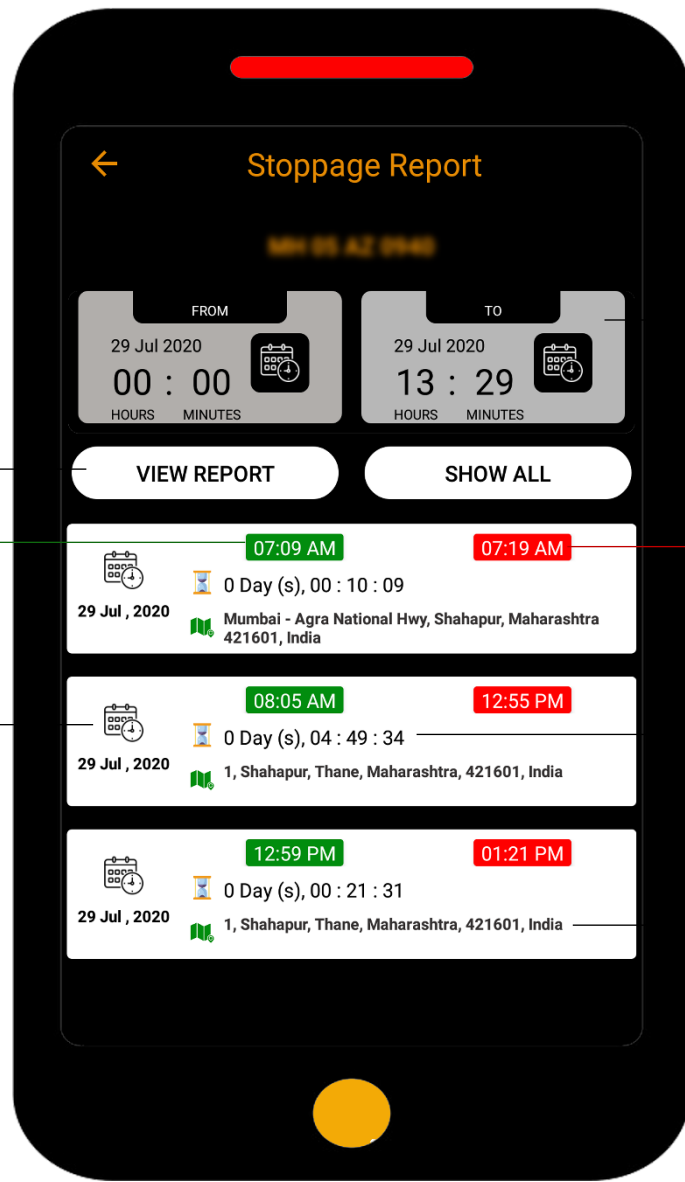 Stoppage Report
FROM
TO
29 Jul 2020
00 : 00
HOURS MINUTES
29 Jul 2020
13 : 29
HOURS MINUTES
VIEW REPORT
SHOW ALL
07:09 AM
07:19 AM
0 Day (s), 00 : 10 : 09
29 Jul , 2020
Mumbai - Agra National Hwy, Shahapur, Maharashtra
421601, India
08:05 AM
12:55 PM
0 Day (s), 04 : 49 : 34
29 Jul , 2020
1, Shahapur, Thane, Maharashtra, 421601, India
12:59 PM
01:21 PM
0 Day (s), 00 : 21 : 31
29 Jul , 2020
1, Shahapur, Thane, Maharashtra, 421601, India